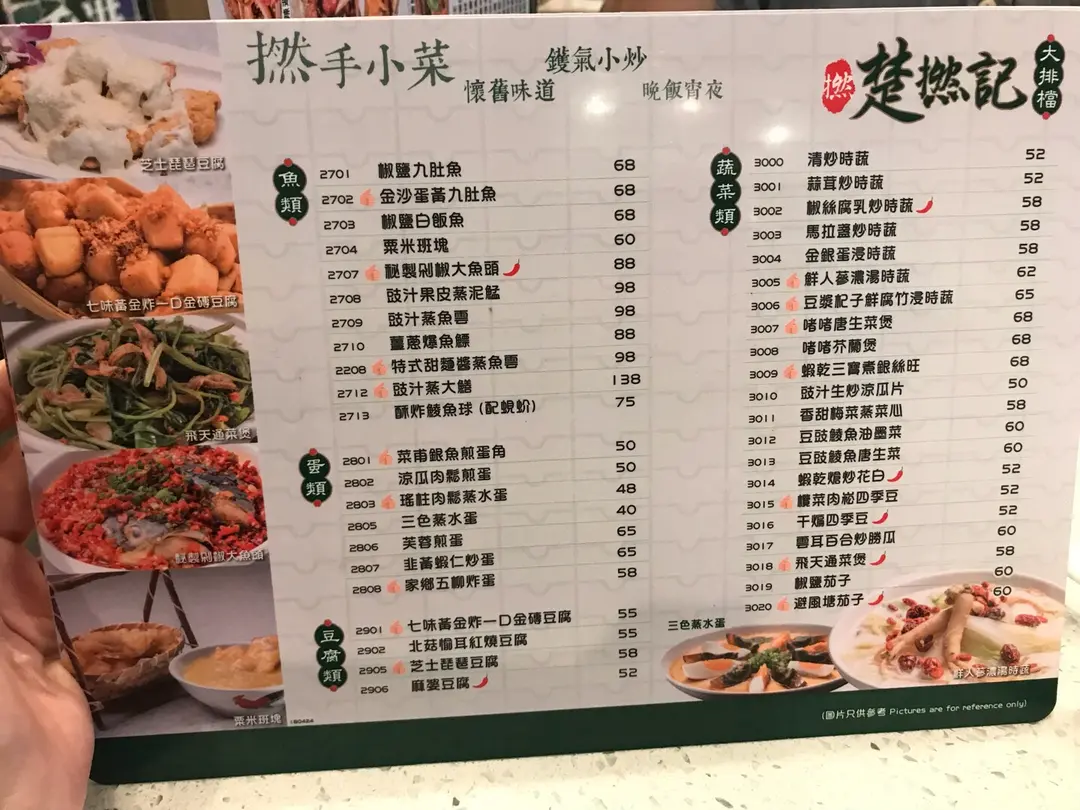 撚手小菜
鑊氣小炒
懷舊味道
晚飯宵夜
撚 楚撚記 大排檔
魚類
2701 椒鹽九肚魚 68
2702 金沙蛋黃九肚魚 68
2703 椒鹽白飯魚 68
2704 粟米班塊 60
2707 秘製剁椒大魚頭 88
2708 豉汁果皮蒸泥鯭 98
2709 豉汁蒸魚雲 98
2710 薑蔥爆魚鰾 88
2208 特式甜麵醬蒸魚雲 98
2712 豉汁蒸大鱔 138
2713 酥炸鯪魚球 (配蜆蚧) 75
蛋類
2801 菜甫銀魚煎蛋角 50
2802 涼瓜肉鬆煎蛋 50
2803 瑤柱肉鬆蒸水蛋 48
2805 三色蒸水蛋 40
2806 芙蓉煎蛋 65
2807 韭黃蝦仁炒蛋 65
2808 家鄉五柳炸蛋 58
豆腐類
2901 七味黃金炸一口金磚豆腐 55
2902 北菇榆耳紅燒豆腐 55
2905 芝士琵琶豆腐 58
2906 麻婆豆腐 52
蔬菜類
3000 清炒時蔬 52
3001 蒜茸炒時蔬 52
3002 椒絲腐乳炒時蔬 58
3003 馬拉盞炒時蔬 58
3004 金銀蛋浸時蔬 58
3005 鮮人蔘濃湯時蔬 62
3006 豆漿杞子鮮腐竹浸時蔬 65
3007 啫啫唐生菜煲 68
3008 啫啫芥蘭煲 68
3009 蝦乾三寶煮銀絲旺 68
3010 豉汁生炒涼瓜片 50
3011 香甜梅菜蒸菜心 58
3012 豆豉鯪魚油墨菜 60
3013 豆豉鯪魚唐生菜 60
3014 蝦乾熗炒花白 52
3015 欖菜肉崧四季豆 52
3016 干煸四季豆 52
3017 雲耳百合炒勝瓜 60
3018 飛天通菜煲 58
3019 椒鹽茄子 60
3020 避風塘茄子 60
芝士琵琶豆腐
七味黃金炸一口金磚豆腐
飛天通菜煲
秘製剁椒大魚頭
粟米班塊
三色蒸水蛋
鮮人蔘濃湯時蔬
(圖片只供參考 Pictures are for reference only)